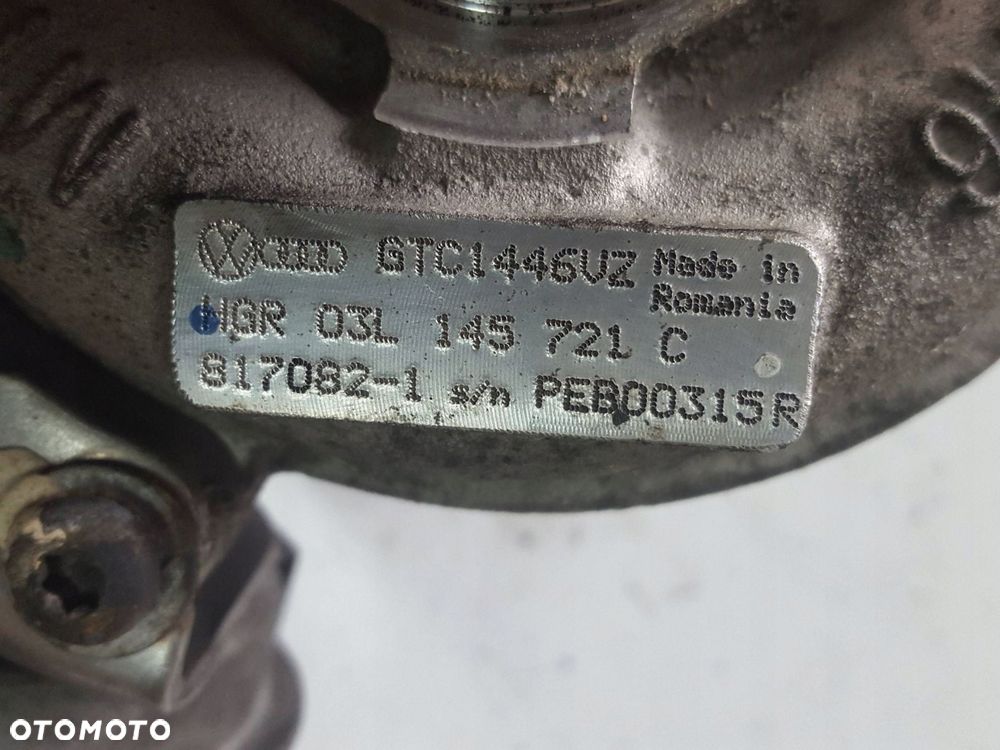 GTC1446VZ Made in
Romania
WGR 03L 145 721 C
817082-1 s/n PEB00315R
OTOMOTO